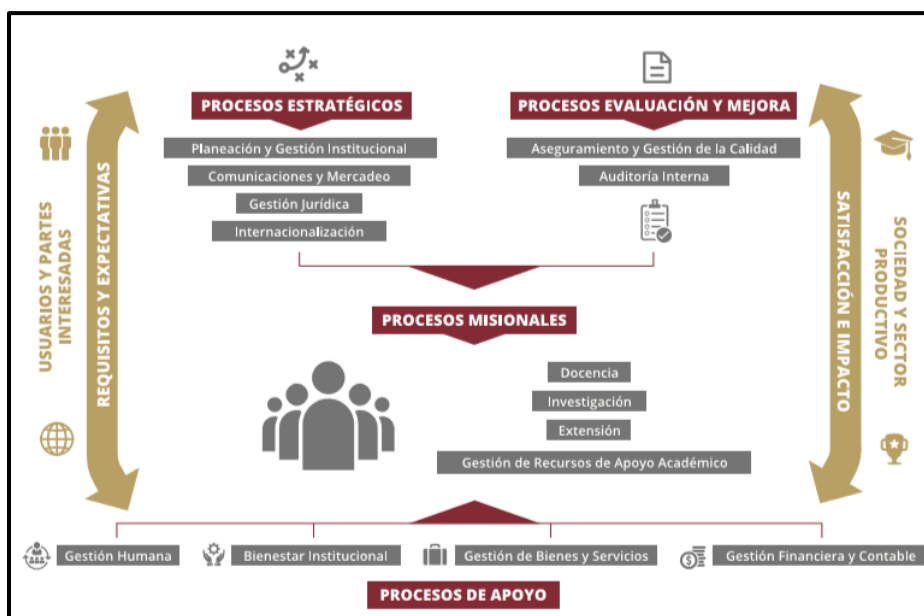 PROCESOS ESTRATÉGICOS
Planeación y Gestión Institucional
Comunicaciones y Mercadeo
Gestión Jurídica
Internacionalización
PROCESOS EVALUACIÓN Y MEJORA
Aseguramiento y Gestión de la Calidad
Auditoría Interna
USUARIOS Y PARTES
INTERESADAS
REQUISITOS Y EXPECTATIVAS
PROCESOS MISIONALES
Docencia
Investigación
Extensión
Gestión de Recursos de Apoyo Académico
SATISFACCIÓN E IMPACTO
SOCIEDAD Y SECTOR
PRODUCTIVO
Gestión Humana
Bienestar Institucional
Gestión de Bienes y Servicios
Gestión Financiera y Contable
PROCESOS DE APOYO